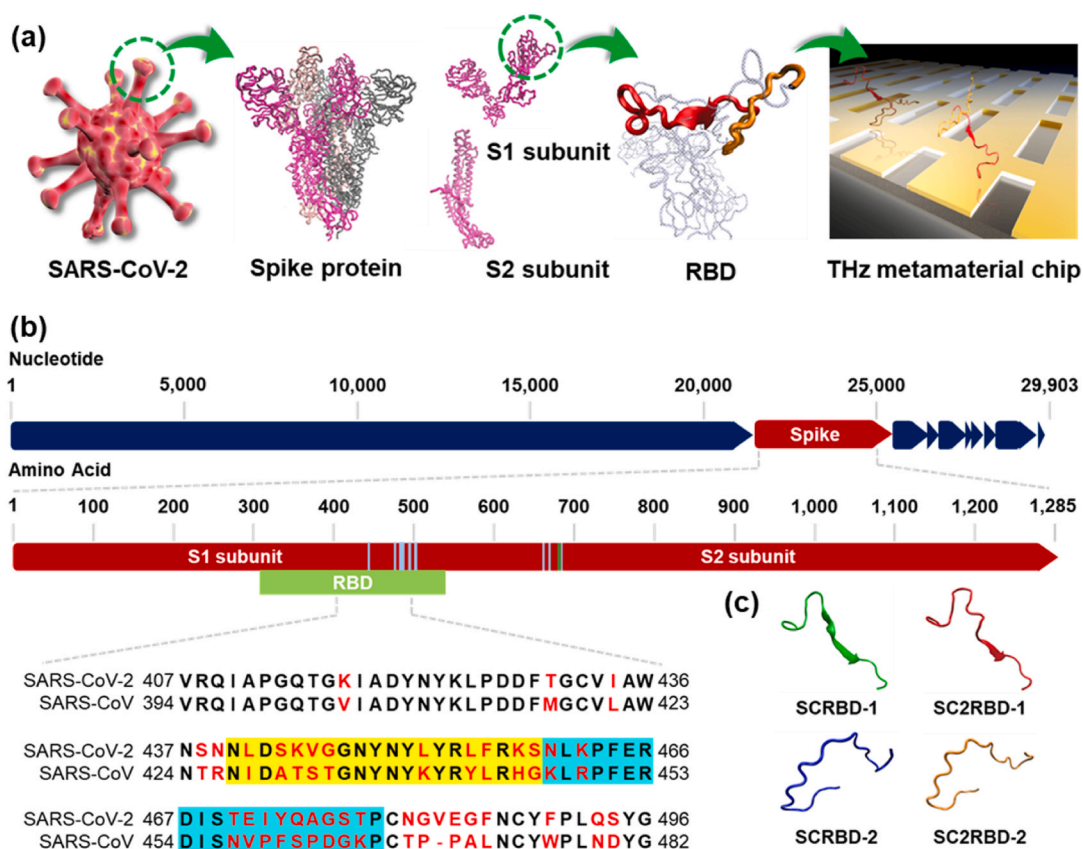 (a)
SARS-CoV-2
Spike protein
S1 subunit
S2 subunit
RBD
THz metamaterial chip
(b)
Nucleotide
1 5,000 10,000 15,000 20,000 25,000 29,903
Spike
Amino Acid
1 100 200 300 400 500 600 700 800 900 1,000 1,100 1,200 1,285
S1 subunit S2 subunit
RBD
SARS-CoV-2 407 VRQIAPGQTGKIADYNYKLPDDFTGCVIAW 436
SARS-CoV 394 VRQIAPGQTGVIADYNYKLPDDFMGCVLAW 423
SARS-CoV-2 437 NSNNLDSKVGGNYNYLYRLFRKSNLKPFER 466
SARS-CoV 424 NTRNIDATSTGNYNYKYRYLRHGKLRPFER 453
SARS-CoV-2 467 DISTEIYQAGSTPCNGVEGFNCYFPLQSYG 496
SARS-CoV 454 DISNVPFSPDGKPCTP-PALNCYWPLNDYG 482
(c)
SCRBD-1 SC2RBD-1
SCRBD-2 SC2RBD-2